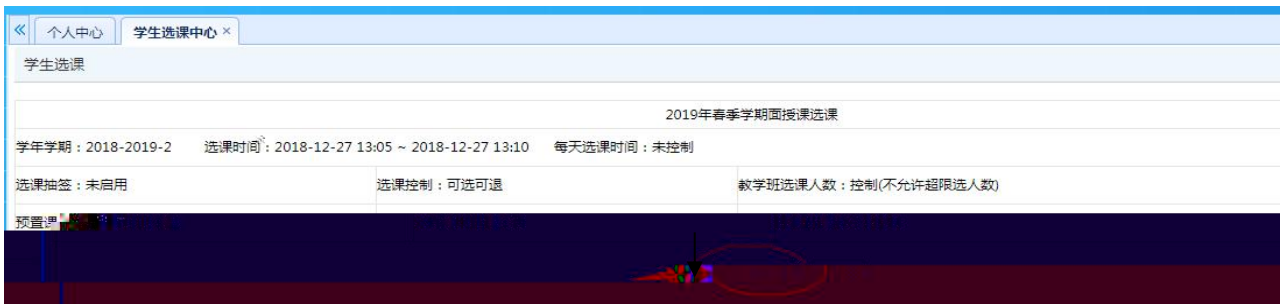 个人中心 学生选课中心 ×
学生选课
2019年春季学期面授课选课
学年学期：2018-2019-2 选课时间：2018-12-27 13:05 ~ 2018-12-27 13:10 每天选课时间：未控制
选课抽签：未启用 选课控制：可选可退 教学班选课人数：控制(不允许超限选人数)
预置课